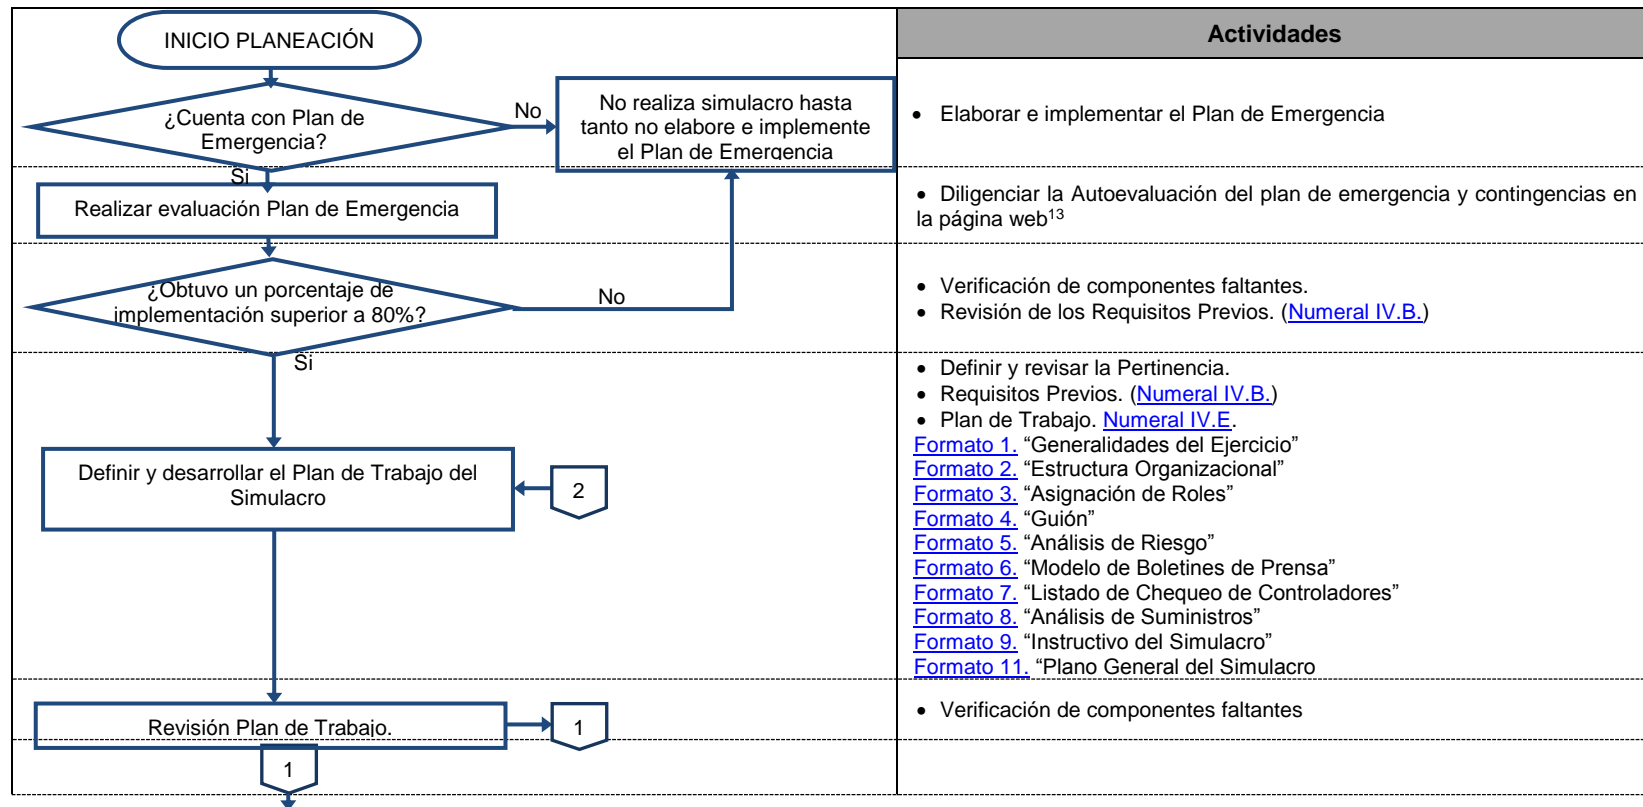 INICIO PLANEACIÓN
Actividades
¿Cuenta con Plan de
Emergencia?
No
No realiza simulacro hasta
tanto no elabore e implemente
el Plan de Emergencia
• Elaborar e implementar el Plan de Emergencia
Si
Realizar evaluación Plan de Emergencia
• Diligenciar la Autoevaluación del plan de emergencia y contingencias en
la página web13
¿Obtuvo un porcentaje de
implementación superior a 80%?
No
• Verificación de componentes faltantes.
• Revisión de los Requisitos Previos. (Numeral IV.B.)
Si
Definir y desarrollar el Plan de Trabajo del
Simulacro
2
• Definir y revisar la Pertinencia.
• Requisitos Previos. (Numeral IV.B.)
• Plan de Trabajo. Numeral IV.E.
Formato 1. “Generalidades del Ejercicio”
Formato 2. “Estructura Organizacional”
Formato 3. “Asignación de Roles”
Formato 4. “Guión”
Formato 5. “Análisis de Riesgo”
Formato 6. “Modelo de Boletines de Prensa”
Formato 7. “Listado de Chequeo de Controladores”
Formato 8. “Análisis de Suministros”
Formato 9. “Instructivo del Simulacro”
Formato 11. “Plano General del Simulacro
Revisión Plan de Trabajo.
1
• Verificación de componentes faltantes
1